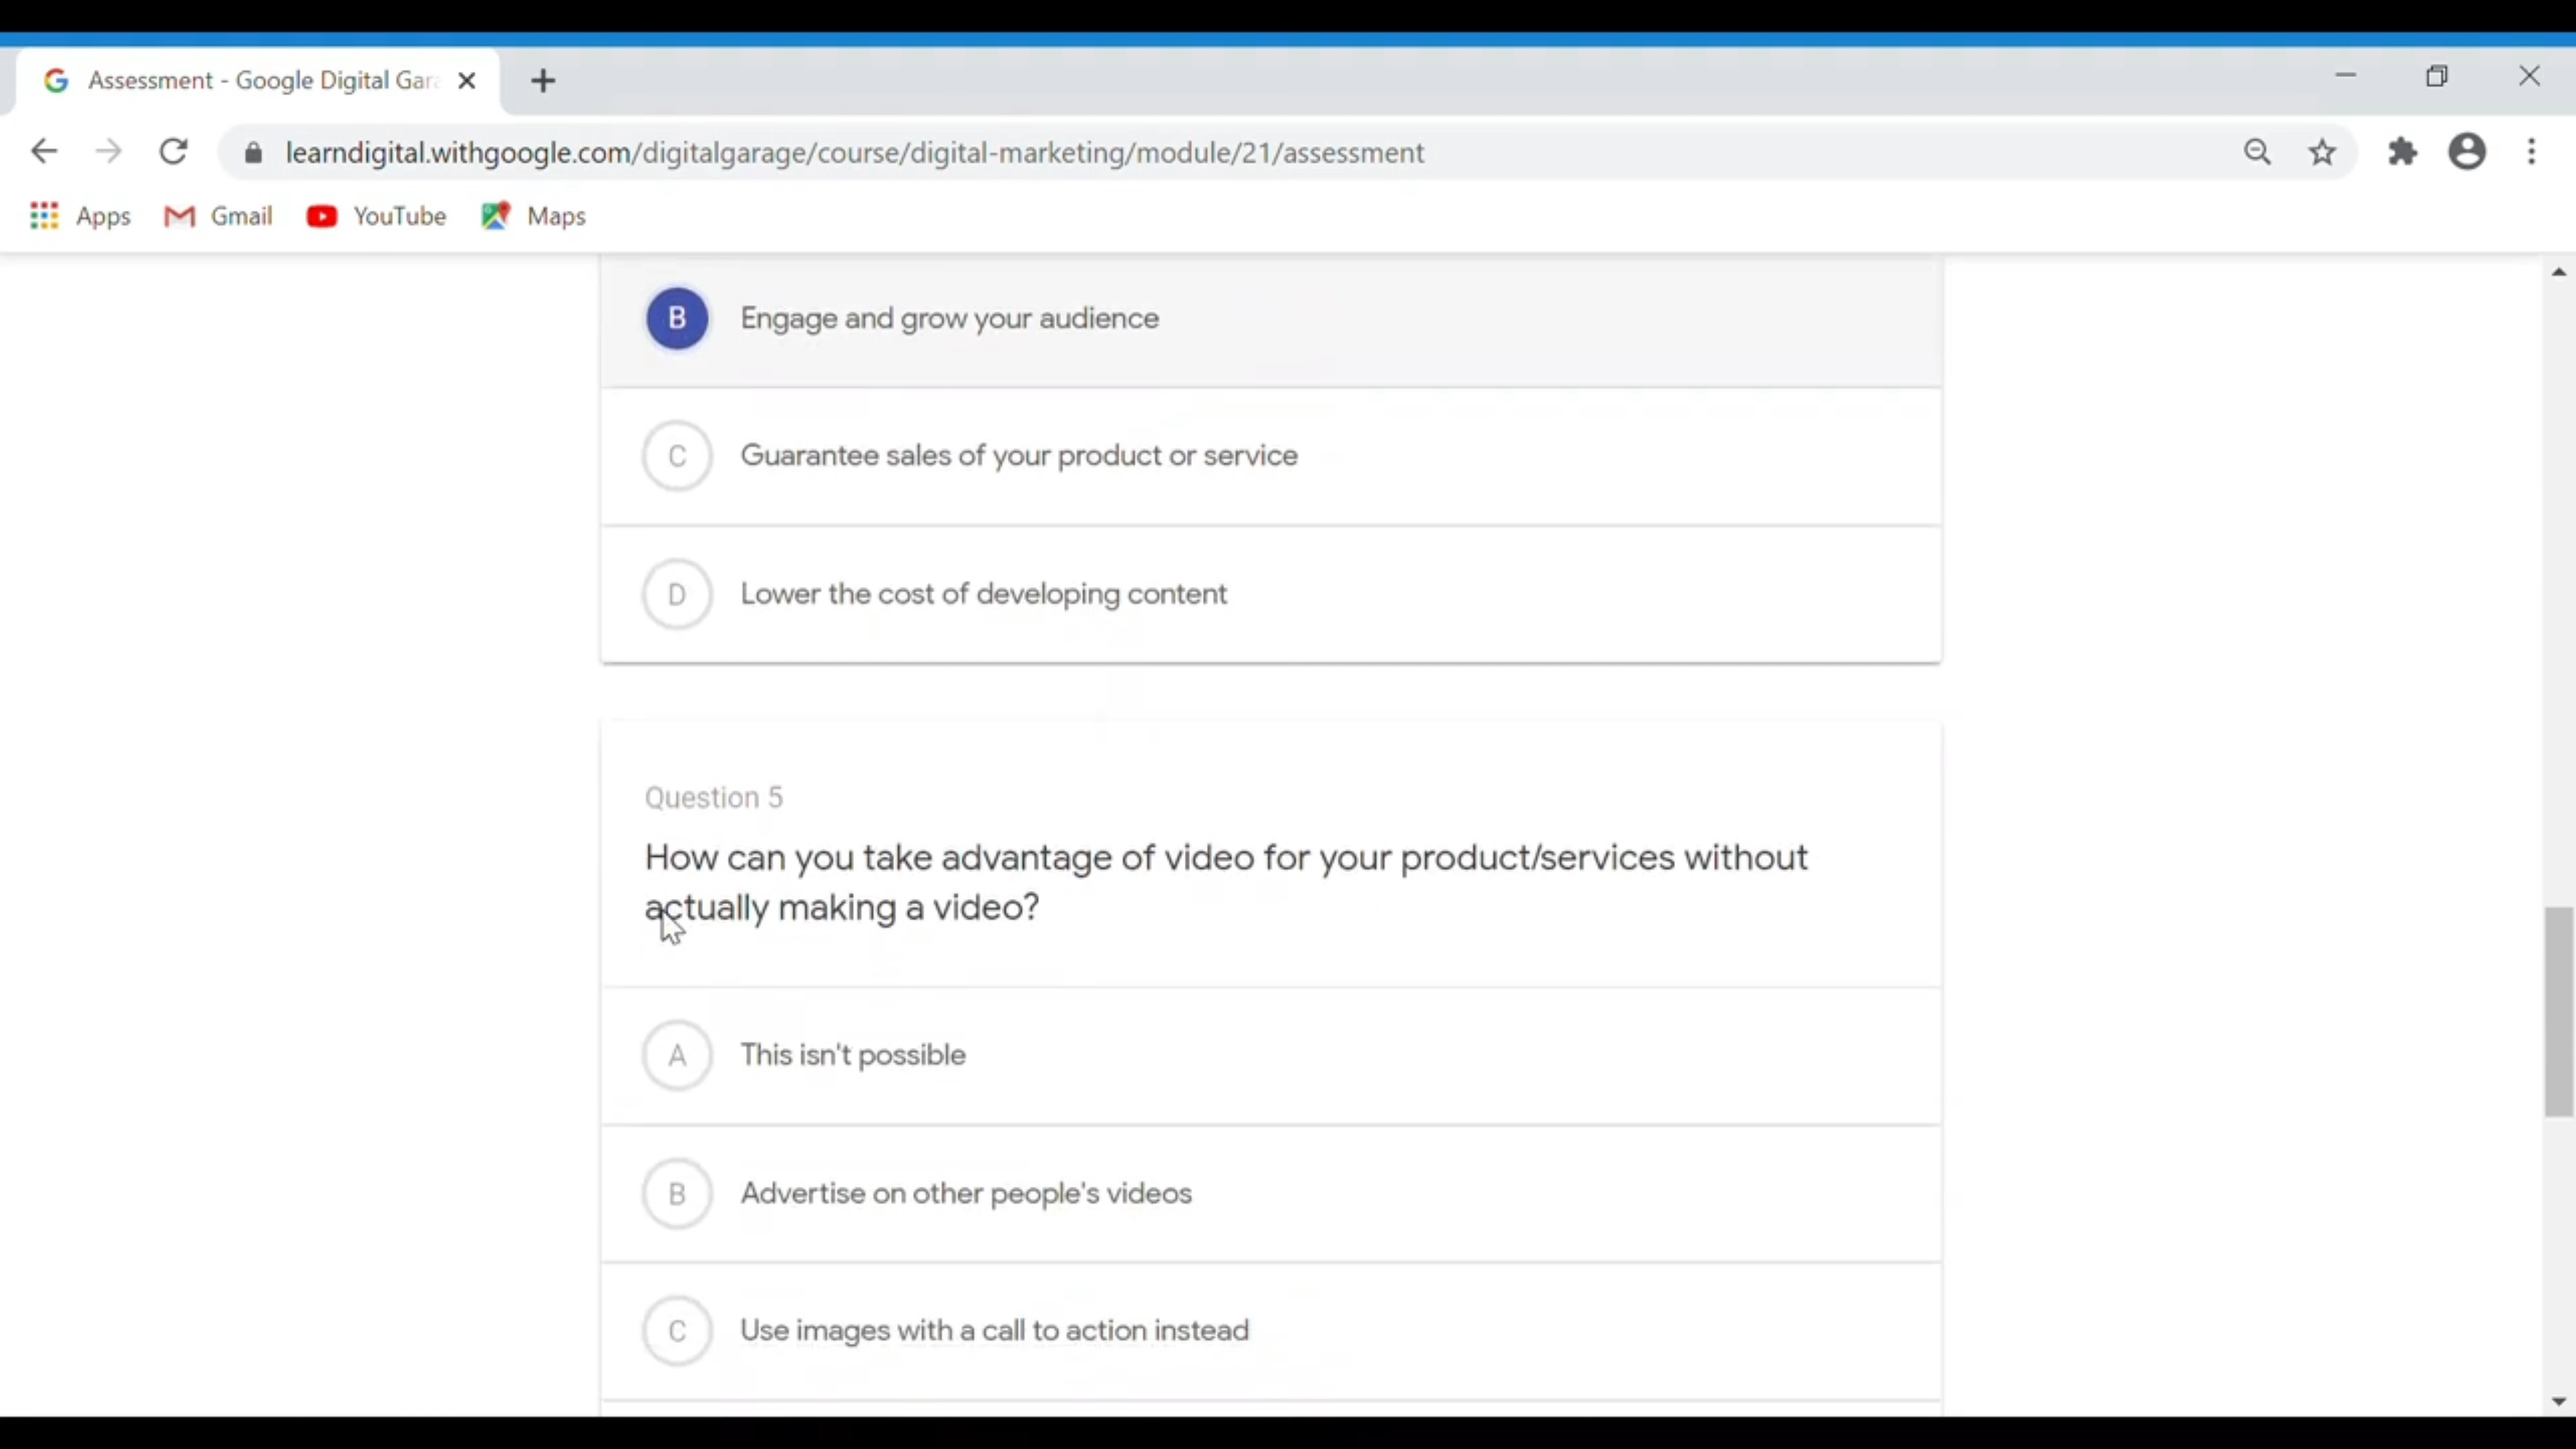 Assessment - Google Digital Gar
learndigital.withgoogle.com/digitalgarage/course/digital-marketing/module/21/assessment
Apps Gmail YouTube Maps
B Engage and grow your audience
C Guarantee sales of your product or service
D Lower the cost of developing content
Question 5
How can you take advantage of video for your product/services without
actually making a video?
A This isn't possible
B Advertise on other people's videos
C Use images with a call to action instead